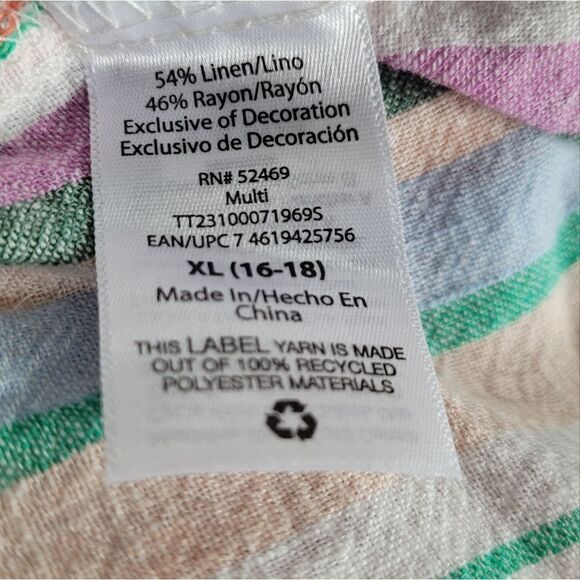 54% Linen/Lino
46% Rayon/Rayón
Exclusive of Decoration
Exclusivo de Decoración
RN# 52469
Multi
TT23100071969S
EAN/UPC 7 4619425756
XL (16-18)
Made In/Hecho En
China
THIS LABEL YARN IS MADE
OUT OF 100% RECYCLED
POLYESTER MATERIALS